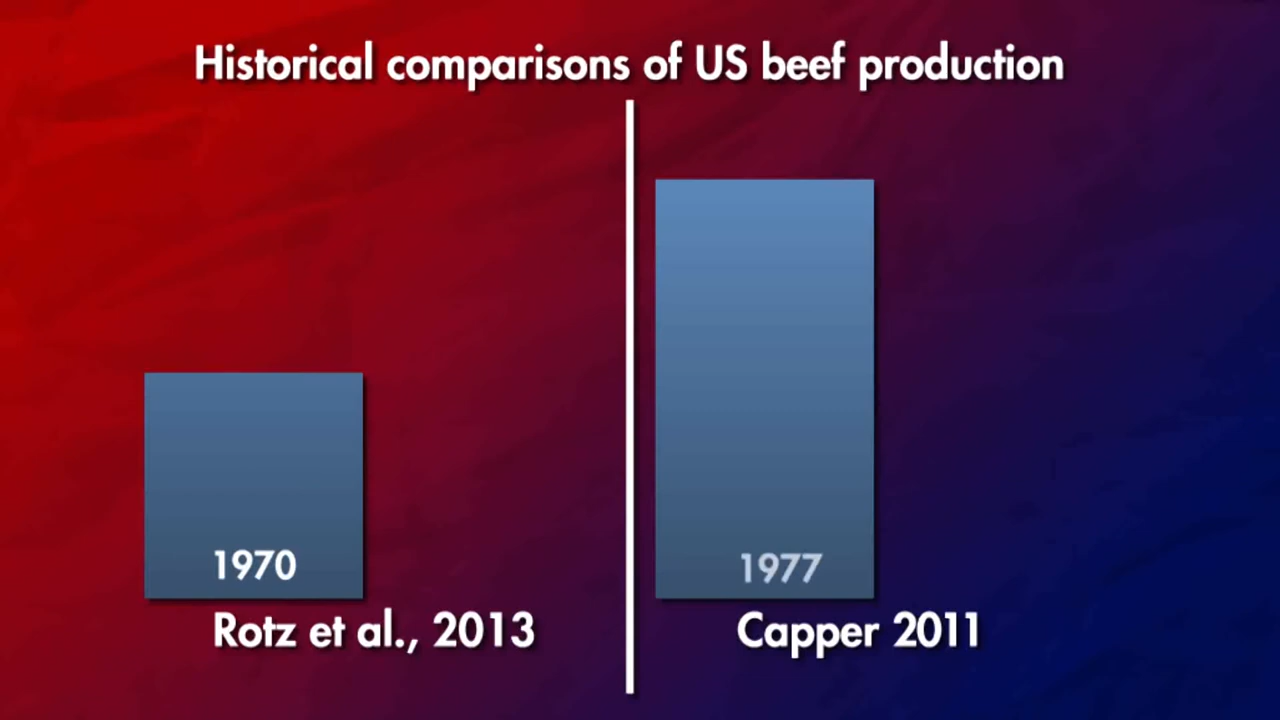 Historical comparisons of US beef production
1970
1977
Rotz et al., 2013
Capper 2011